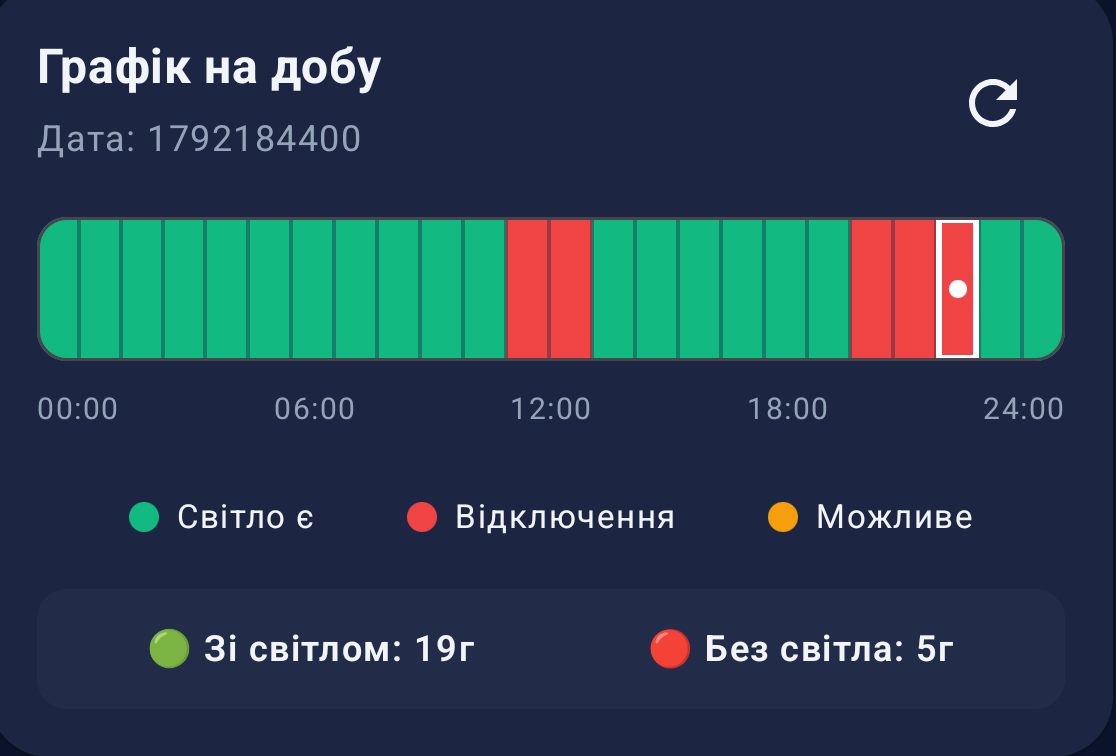 Графік на добу
Дата: 1792184400
00:00 06:00 12:00 18:00 24:00
Світло є Відключення Можливе
Зі світлом: 19г Без світла: 5г